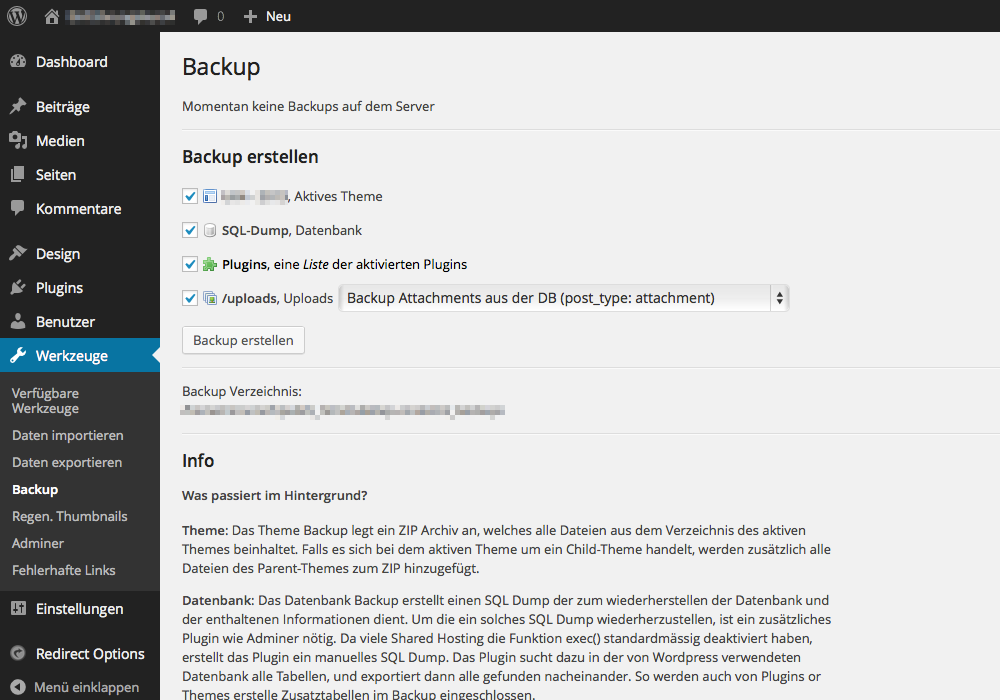 0 Neu
Dashboard
Beiträge
Medien
Seiten
Kommentare
Design
Plugins
Benutzer
Werkzeuge
Verfügbare
Werkzeuge
Daten importieren
Daten exportieren
Backup
Regen. Thumbnails
Adminer
Fehlerhafte Links
Einstellungen
Redirect Options
Menü einklappen
Backup
Momentan keine Backups auf dem Server
Backup erstellen
, Aktives Theme
SQL-Dump, Datenbank
Plugins, eine Liste der aktivierten Plugins
/uploads, Uploads Backup Attachments aus der DB (post_type: attachment)
Backup erstellen
Backup Verzeichnis:
Info
Was passiert im Hintergrund?
Theme: Das Theme Backup legt ein ZIP Archiv an, welches alle Dateien aus dem Verzeichnis des aktiven
Themes beinhaltet. Falls es sich bei dem aktiven Theme um ein Child-Theme handelt, werden zusätzlich alle
Dateien des Parent-Themes zum ZIP hinzugefügt.
Datenbank: Das Datenbank Backup erstellt einen SQL Dump der zum wiederherstellen der Datenbank und
der enthaltenen Informationen dient. Um die ein solches SQL Dump wiederherzustellen, ist ein zusätzliches
Plugin wie Adminer nötig. Da viele Shared Hosting die Funktion exec() standardmässig deaktiviert haben,
erstellt das Plugin ein manuelles SQL Dump. Das Plugin sucht dazu in der von Wordpress verwendeten
Datenbank alle Tabellen, und exportiert dann alle gefunden nacheinander. So werden auch von Plugins or
Themes erstelle Zusatztabellen im Backup eingeschlossen.